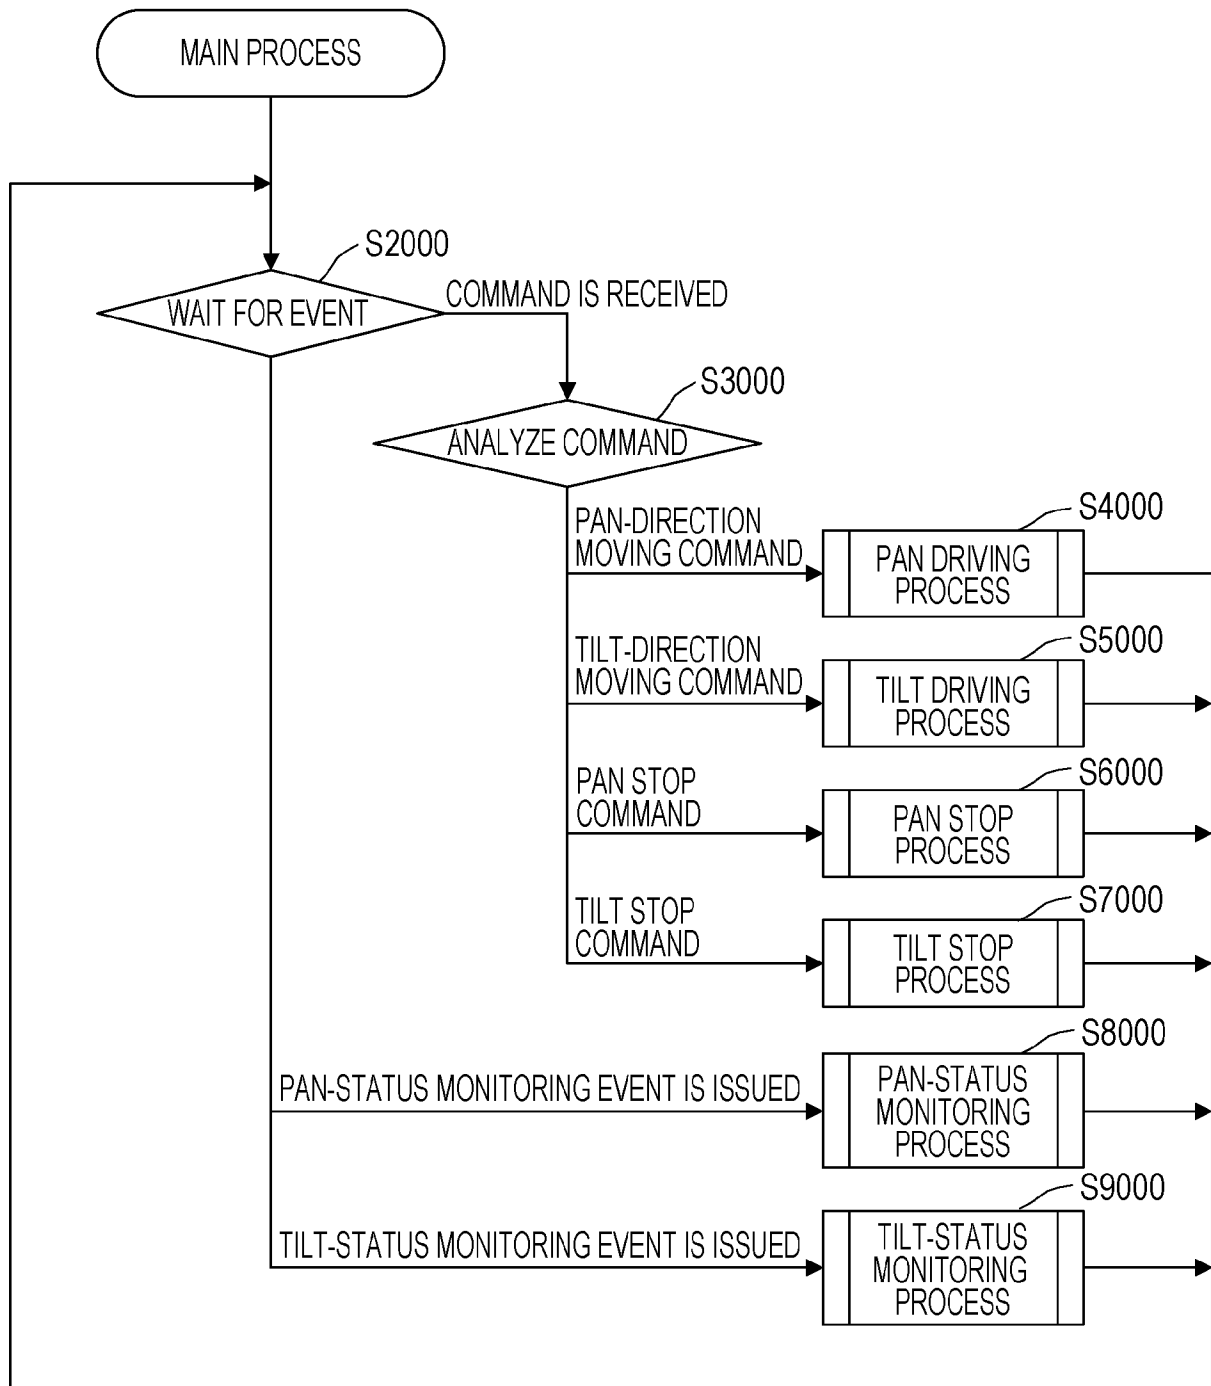 MAIN PROCESS
S2000
WAIT FOR EVENT
COMMAND IS RECEIVED
S3000
ANALYZE COMMAND
PAN-DIRECTION
MOVING COMMAND
S4000
PAN DRIVING
PROCESS
TILT-DIRECTION
MOVING COMMAND
S5000
TILT DRIVING
PROCESS
PAN STOP
COMMAND
S6000
PAN STOP
PROCESS
TILT STOP
COMMAND
S7000
TILT STOP
PROCESS
PAN-STATUS MONITORING EVENT IS ISSUED
S8000
PAN-STATUS
MONITORING
PROCESS
TILT-STATUS MONITORING EVENT IS ISSUED
S9000
TILT-STATUS
MONITORING
PROCESS